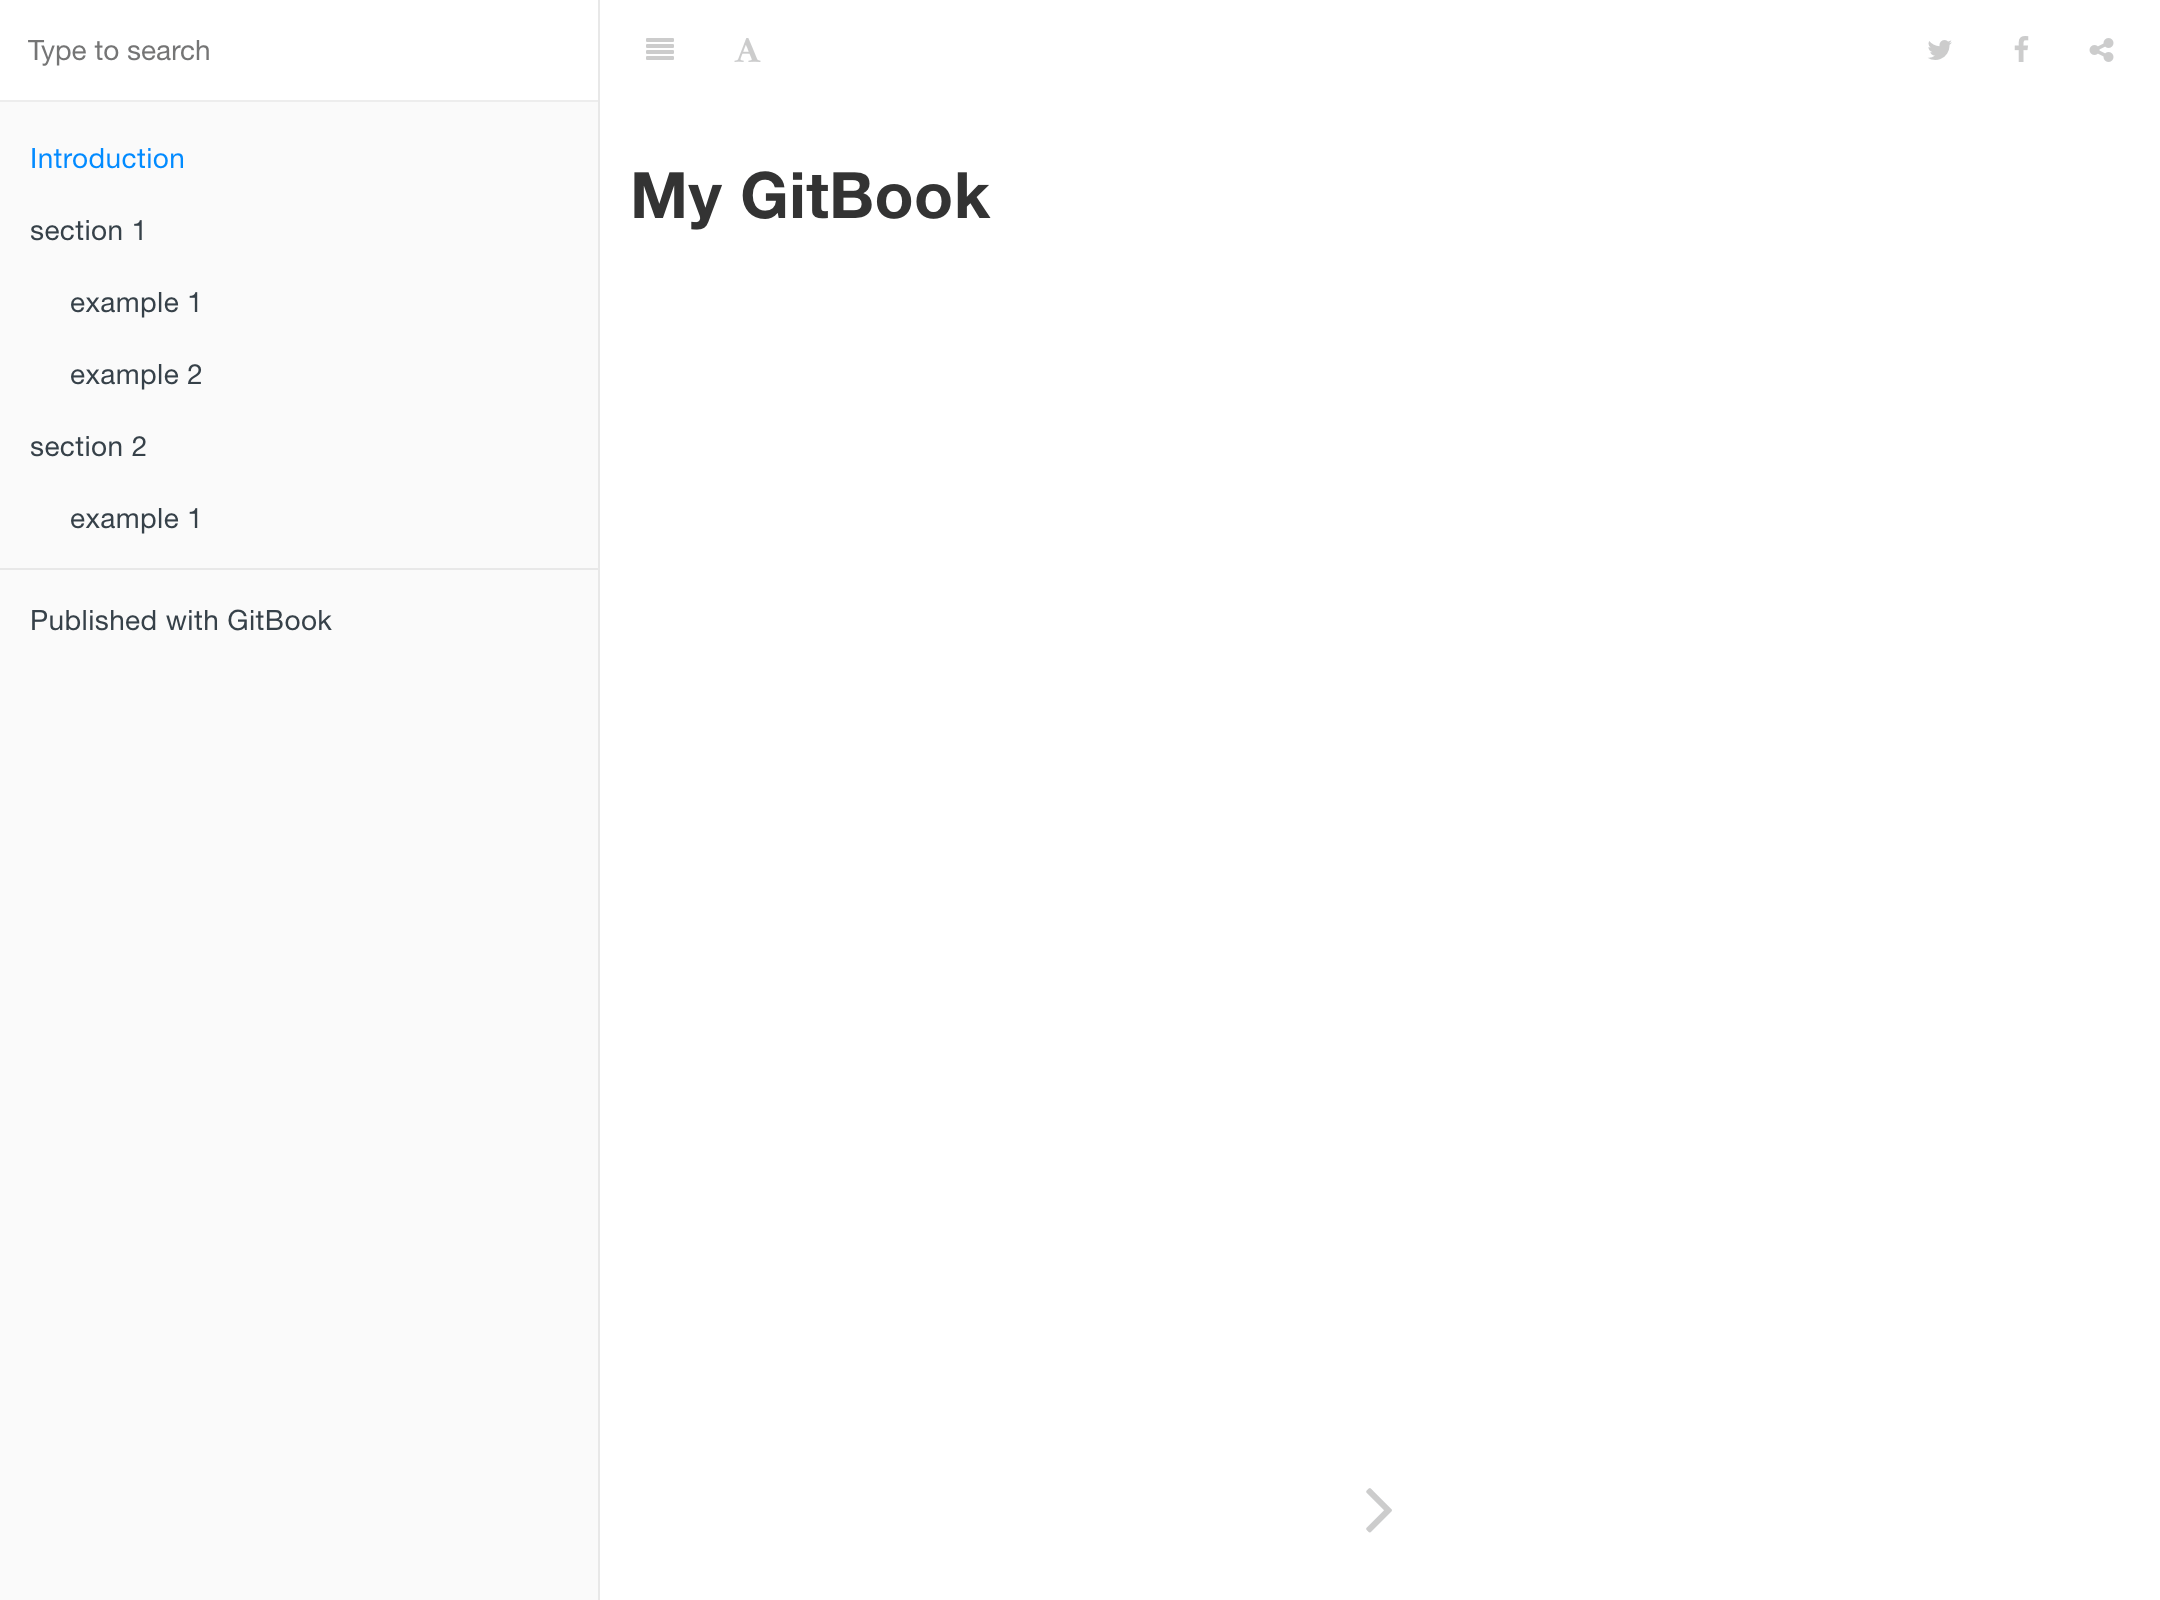 Type to search
Introduction
section 1
example 1
example 2
section 2
example 1
Published with GitBook
A
My GitBook